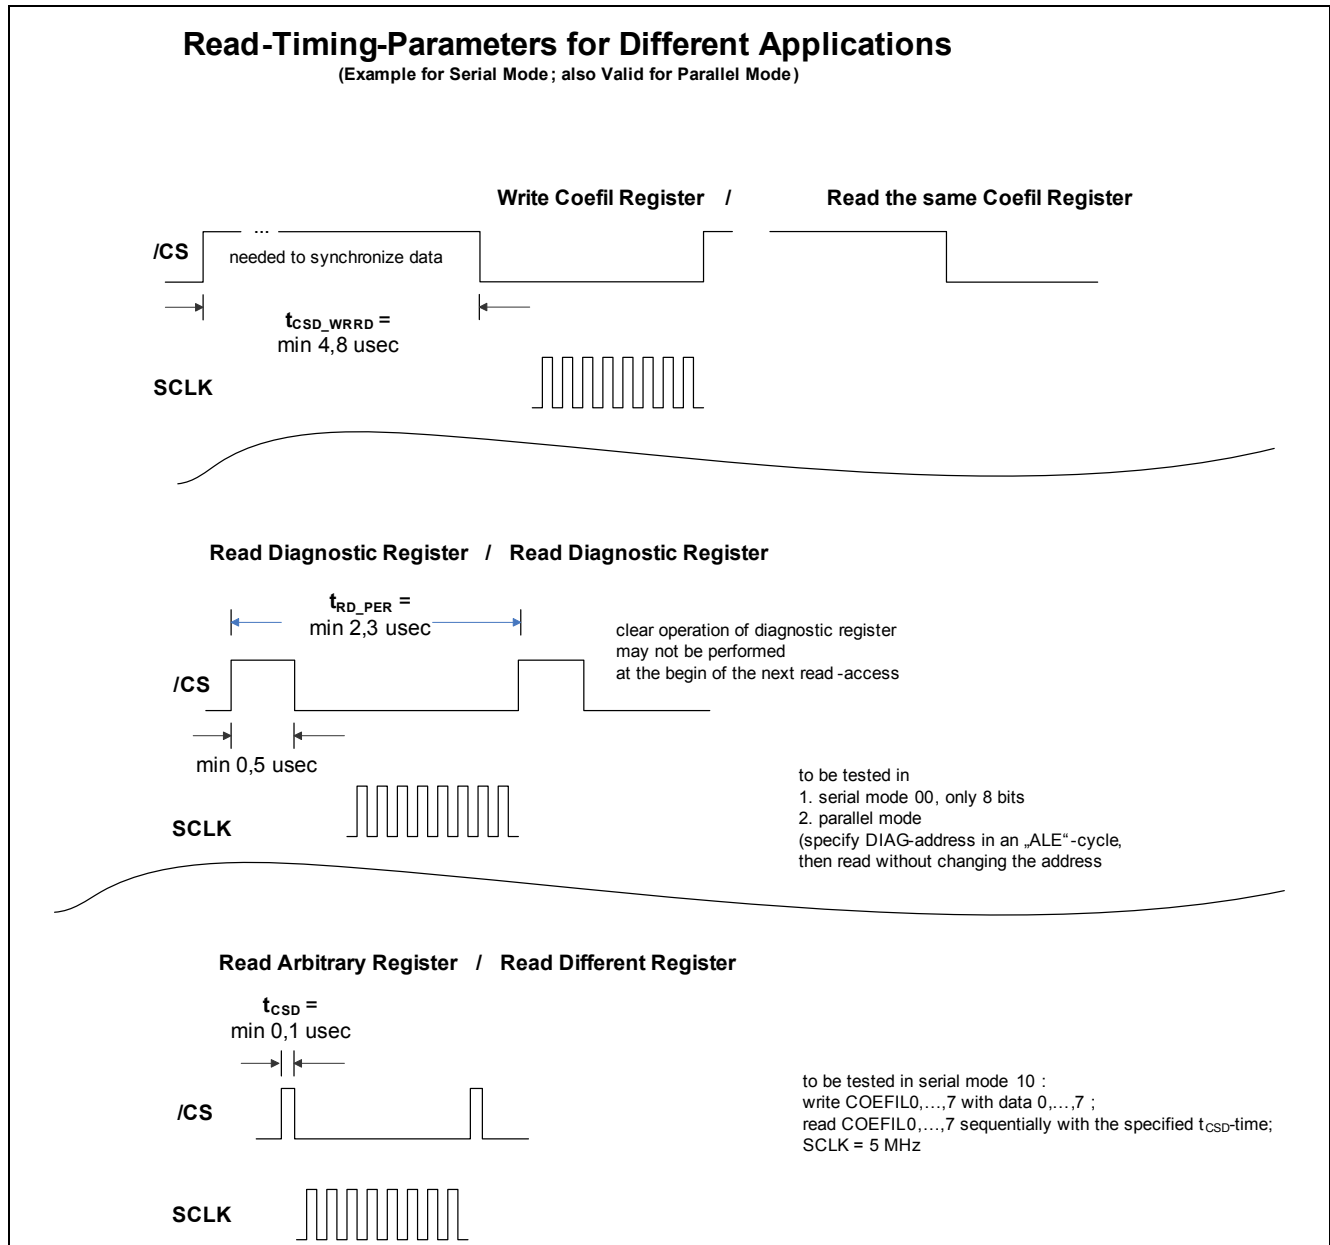 Read-Timing-Parameters for Different Applications
(Example for Serial Mode; also Valid for Parallel Mode)
Write Coefil Register / Read the same Coefil Register
/CS
...
needed to synchronize data
tCSD_WRRD =
min 4,8 usec
SCLK
Read Diagnostic Register / Read Diagnostic Register
tRD_PER =
min 2,3 usec
clear operation of diagnostic register
may not be performed
at the begin of the next read-access
/CS
min 0,5 usec
to be tested in
1. serial mode 00, only 8 bits
2. parallel mode
(specify DIAG-address in an „ALE“-cycle,
then read without changing the address
SCLK
Read Arbitrary Register / Read Different Register
tCSD =
min 0,1 usec
/CS
to be tested in serial mode 10 :
write COEFIL0,...,7 with data 0,...,7 ;
read COEFIL0,...,7 sequentially with the specified tCSD-time;
SCLK = 5 MHz
SCLK